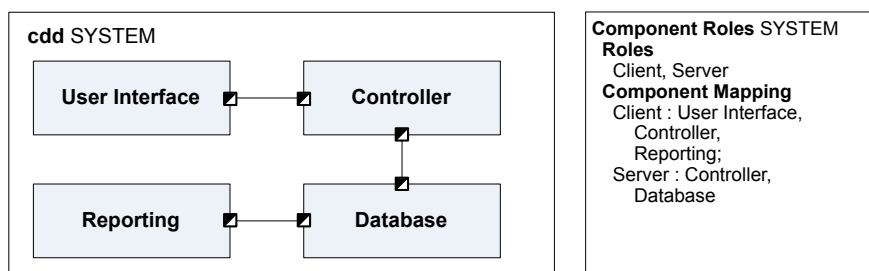 cdd SYSTEM
User Interface
Controller
Reporting
Database
Component Roles SYSTEM
Roles
Client, Server
Component Mapping
Client : User Interface,
Controller,
Reporting;
Server : Controller,
Database